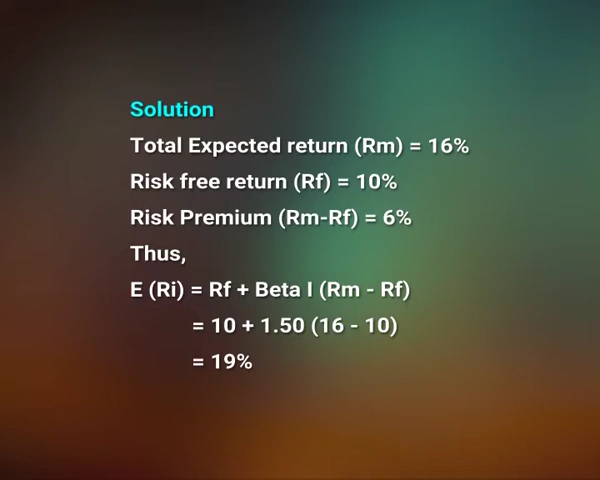 Solution
Total Expected return (Rm) = 16%
Risk free return (Rf) = 10%
Risk Premium (Rm-Rf) = 6%
Thus,
E (Ri) = Rf + Beta I (Rm - Rf)
= 10 + 1.50 (16 - 10)
= 19%